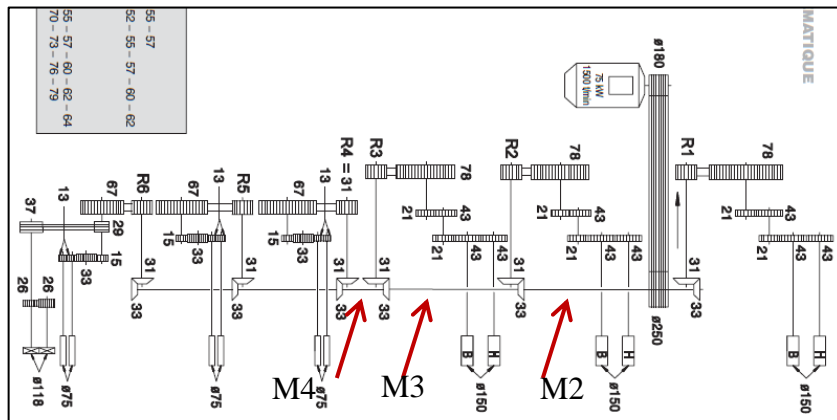 55 – 57
52 – 55 – 57 – 60 – 62
55 – 57 – 60 – 62 – 64
70 – 73 – 76 – 79
MATIQUE
ø180
75 kW
1500 t/min
R1
78
43
21
43
43
21
31
33
B
H
ø150
ø250
R2
78
43
21
43
43
21
31
33
B
H
ø150
R3
78
43
21
43
43
21
31
33
B
H
ø150
R4 = 31
13
67
33
15
31
33
ø75
R5
13
67
33
15
31
33
ø75
R6
67
31
33
13
29
37
33
15
26
26
ø75
ø118
M4
M3
M2